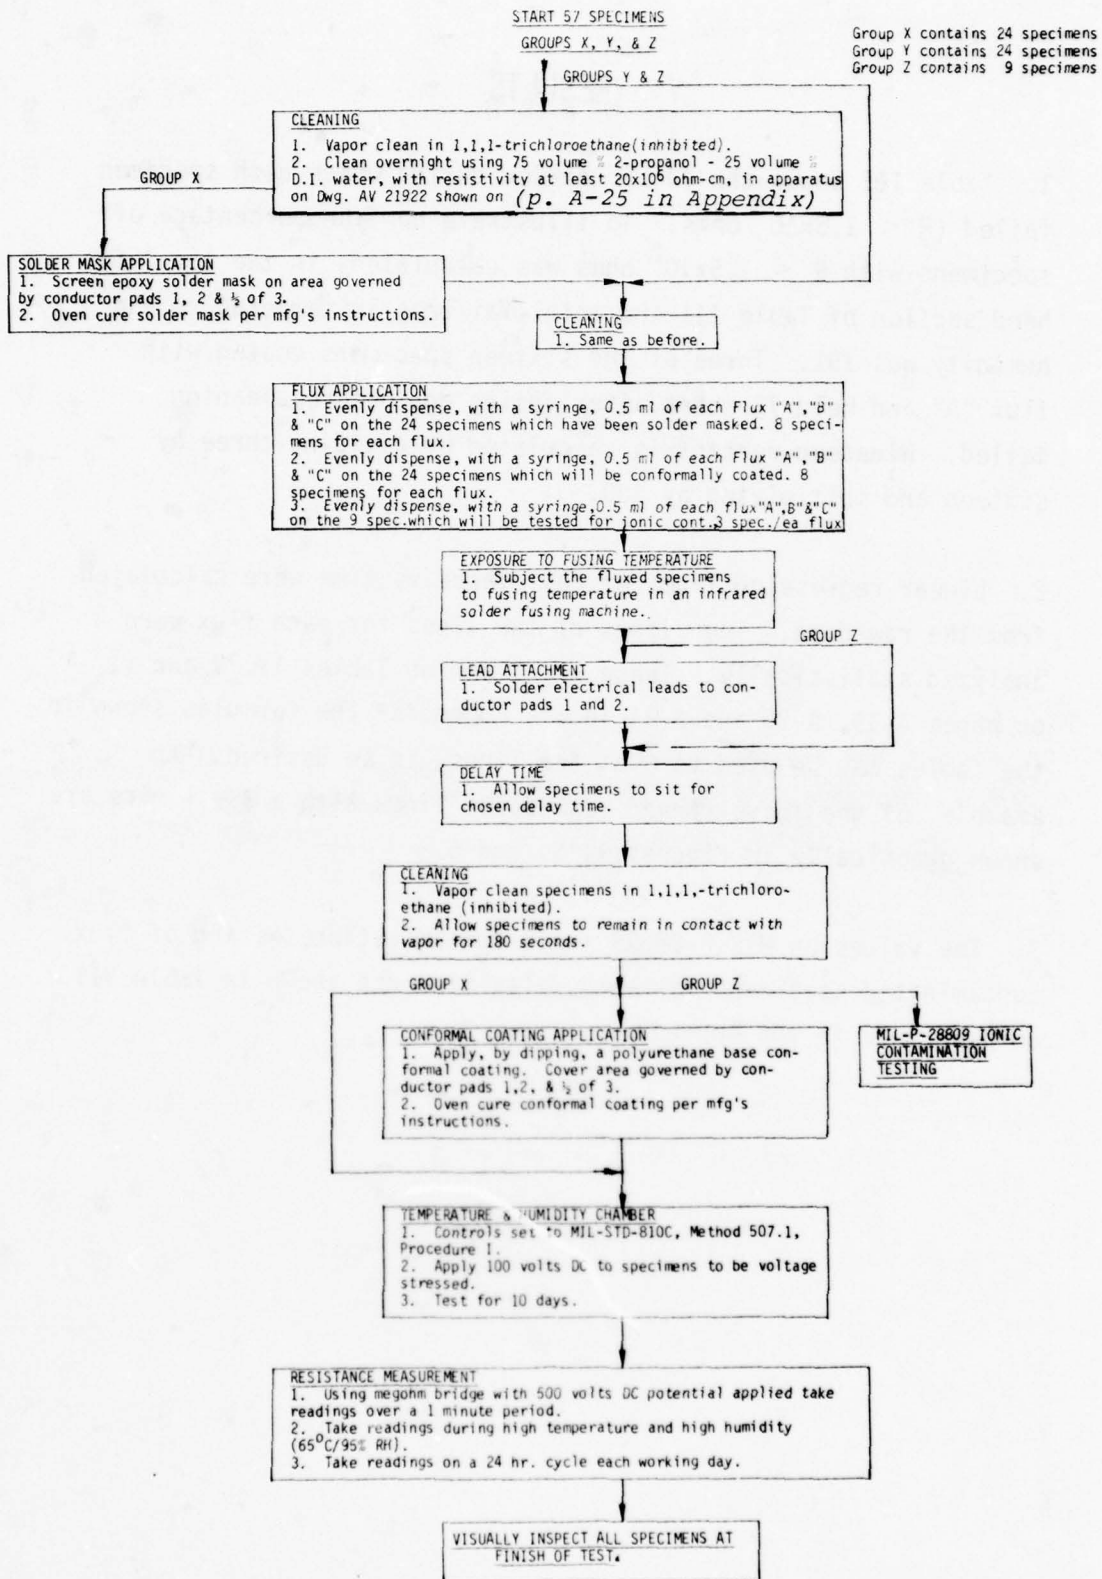 START 57 SPECIMENS
GROUPS X, Y, & Z
Group X contains 24 specimens
Group Y contains 24 specimens
Group Z contains 9 specimens
GROUPS Y & Z
CLEANING
1. Vapor clean in 1,1,1-trichloroethane(inhibited).
2. Clean overnight using 75 volume % 2-propanol - 25 volume %
D.I. water, with resistivity at least 20x10⁶ ohm-cm, in apparatus
on Dwg. AV 21922 shown on (p. A-25 in Appendix)
GROUP X
SOLDER MASK APPLICATION
1. Screen epoxy solder mask on area governed
by conductor pads 1, 2 & ½ of 3.
2. Oven cure solder mask per mfg's instructions.
CLEANING
1. Same as before.
FLUX APPLICATION
1. Evenly dispense, with a syringe, 0.5 ml of each Flux "A","B"
& "C" on the 24 specimens which have been solder masked. 8 speci-
mens for each flux.
2. Evenly dispense, with a syringe, 0.5 ml of each Flux "A","B"
& "C" on the 24 specimens which will be conformally coated. 8
specimens for each flux.
3. Evenly dispense, with a syringe,0.5 ml of each flux"A",B"&"C"
on the 9 spec.which will be tested for ionic cont.3 spec./ea flux
EXPOSURE TO FUSING TEMPERATURE
1. Subject the fluxed specimens
to fusing temperature in an infrared
solder fusing machine.
GROUP Z
LEAD ATTACHMENT
1. Solder electrical leads to con-
ductor pads 1 and 2.
DELAY TIME
1. Allow specimens to sit for
chosen delay time.
CLEANING
1. Vapor clean specimens in 1,1,1,-trichloro-
ethane (inhibited).
2. Allow specimens to remain in contact with
vapor for 180 seconds.
GROUP X
GROUP Z
CONFORMAL COATING APPLICATION
1. Apply, by dipping, a polyurethane base con-
formal coating. Cover area governed by con-
ductor pads 1,2, & ½ of 3.
2. Oven cure conformal coating per mfg's
instructions.
MIL-P-28809 IONIC
CONTAMINATION
TESTING
TEMPERATURE & HUMIDITY CHAMBER
1. Controls set to MIL-STD-810C, Method 507.1,
Procedure I.
2. Apply 100 volts DC to specimens to be voltage
stressed.
3. Test for 10 days.
RESISTANCE MEASUREMENT
1. Using megohm bridge with 500 volts DC potential applied take
readings over a 1 minute period.
2. Take readings during high temperature and high humidity
(65°C/95% RH).
3. Take readings on a 24 hr. cycle each working day.
VISUALLY INSPECT ALL SPECIMENS AT
FINISH OF TEST.